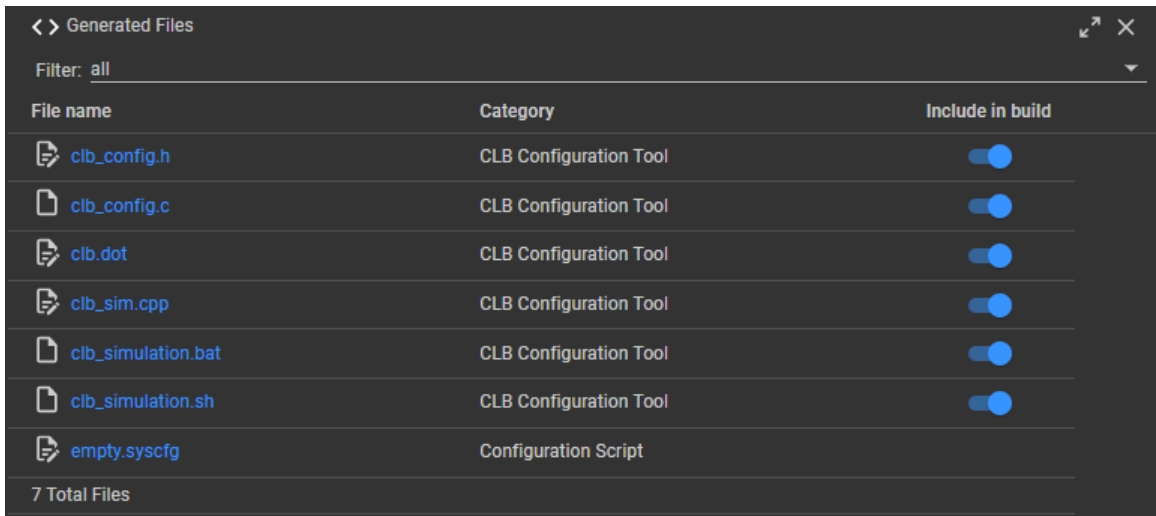 Generated Files
Filter: all
File name Category Include in build
clb_config.h CLB Configuration Tool
clb_config.c CLB Configuration Tool
clb.dot CLB Configuration Tool
clb_sim.cpp CLB Configuration Tool
clb_simulation.bat CLB Configuration Tool
clb_simulation.sh CLB Configuration Tool
empty.syscfg Configuration Script
7 Total Files